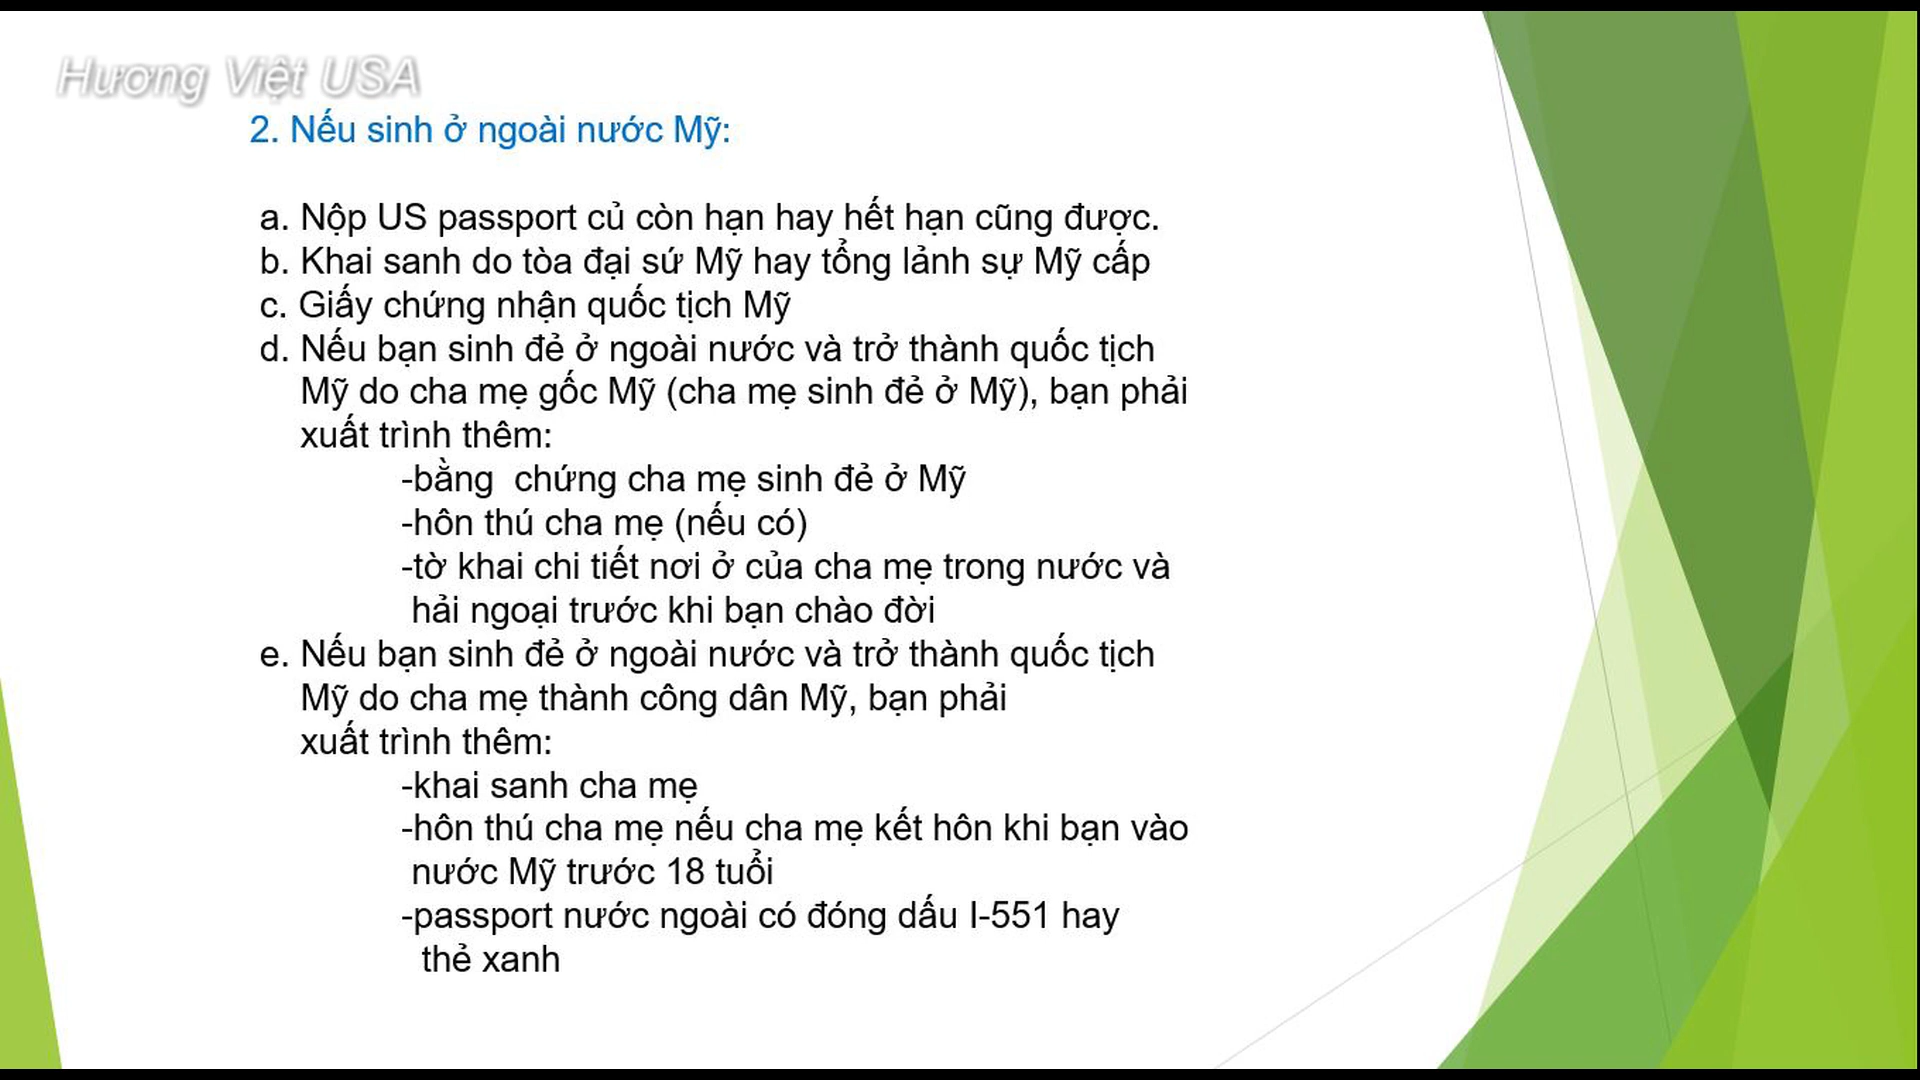 Hương Việt USA
2. Nếu sinh ở ngoài nước Mỹ:
a. Nộp US passport củ còn hạn hay hết hạn cũng được.
b. Khai sanh do tòa đại sứ Mỹ hay tổng lảnh sự Mỹ cấp
c. Giấy chứng nhận quốc tịch Mỹ
d. Nếu bạn sinh đẻ ở ngoài nước và trở thành quốc tịch
Mỹ do cha mẹ gốc Mỹ (cha mẹ sinh đẻ ở Mỹ), bạn phải
xuất trình thêm:
-bằng  chứng cha mẹ sinh đẻ ở Mỹ
-hôn thú cha mẹ (nếu có)
-tờ khai chi tiết nơi ở của cha mẹ trong nước và
hải ngoại trước khi bạn chào đời
e. Nếu bạn sinh đẻ ở ngoài nước và trở thành quốc tịch
Mỹ do cha mẹ thành công dân Mỹ, bạn phải
xuất trình thêm:
-khai sanh cha mẹ
-hôn thú cha mẹ nếu cha mẹ kết hôn khi bạn vào
nước Mỹ trước 18 tuổi
-passport nước ngoài có đóng dấu I-551 hay
thẻ xanh